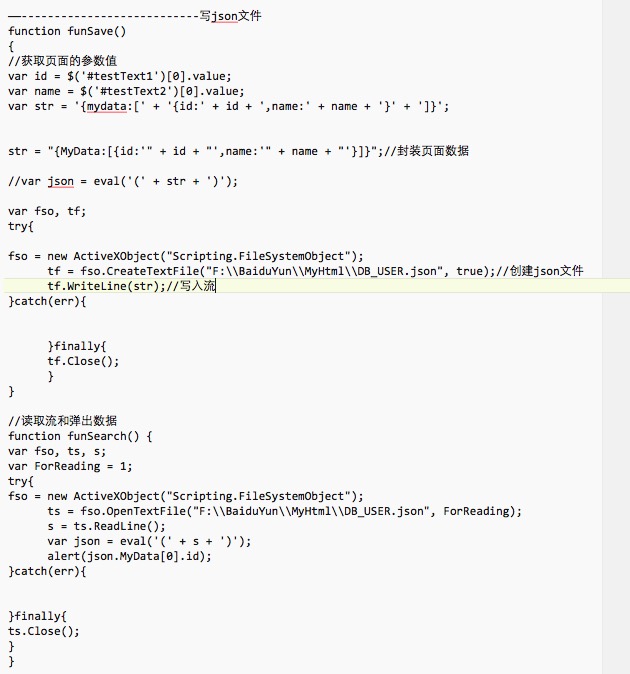 ——-------------------------写json文件
function funSave()
{
//获取页面的参数值
var id = $('#testText1')[0].value;
var name = $('#testText2')[0].value;
var str = '{mydata:[' + '{id:' + id + ',name:' + name + '}' + ']}';
str = "{MyData:[{id:'" + id + "',name:'" + name + "'}]}";//封装页面数据
//var json = eval('(' + str + ')');
var fso, tf;
try{
fso = new ActiveXObject("Scripting.FileSystemObject");
tf = fso.CreateTextFile("F:\\BaiduYun\\MyHtml\\DB_USER.json", true);//创建json文件
tf.WriteLine(str);//写入流
}catch(err){
}finally{
tf.Close();
}
}
//读取流和弹出数据
function funSearch() {
var fso, ts, s;
var ForReading = 1;
try{
fso = new ActiveXObject("Scripting.FileSystemObject");
ts = fso.OpenTextFile("F:\\BaiduYun\\MyHtml\\DB_USER.json", ForReading);
s = ts.ReadLine();
var json = eval('(' + s + ')');
alert(json.MyData[0].id);
}catch(err){
}finally{
ts.Close();
}
}